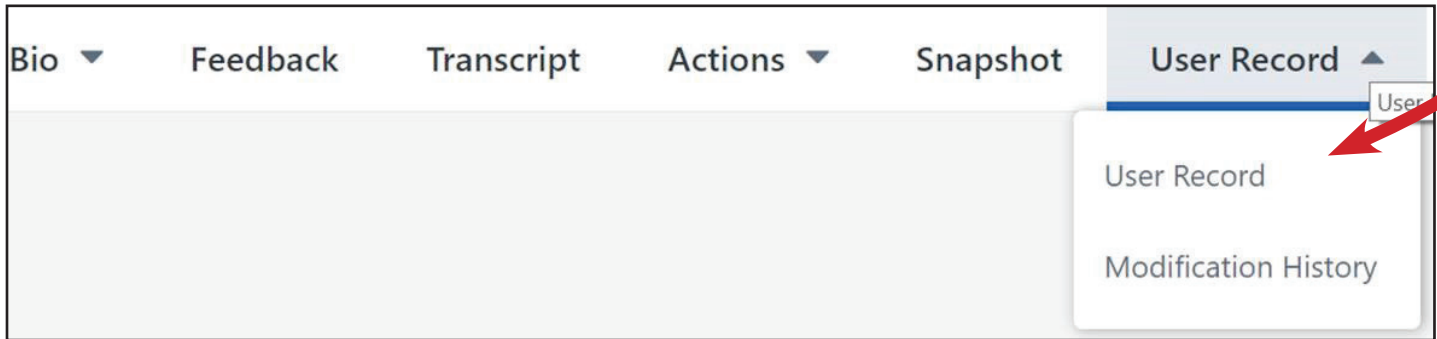 Bio Feedback Transcript Actions Snapshot User Record
User
User Record
Modification History